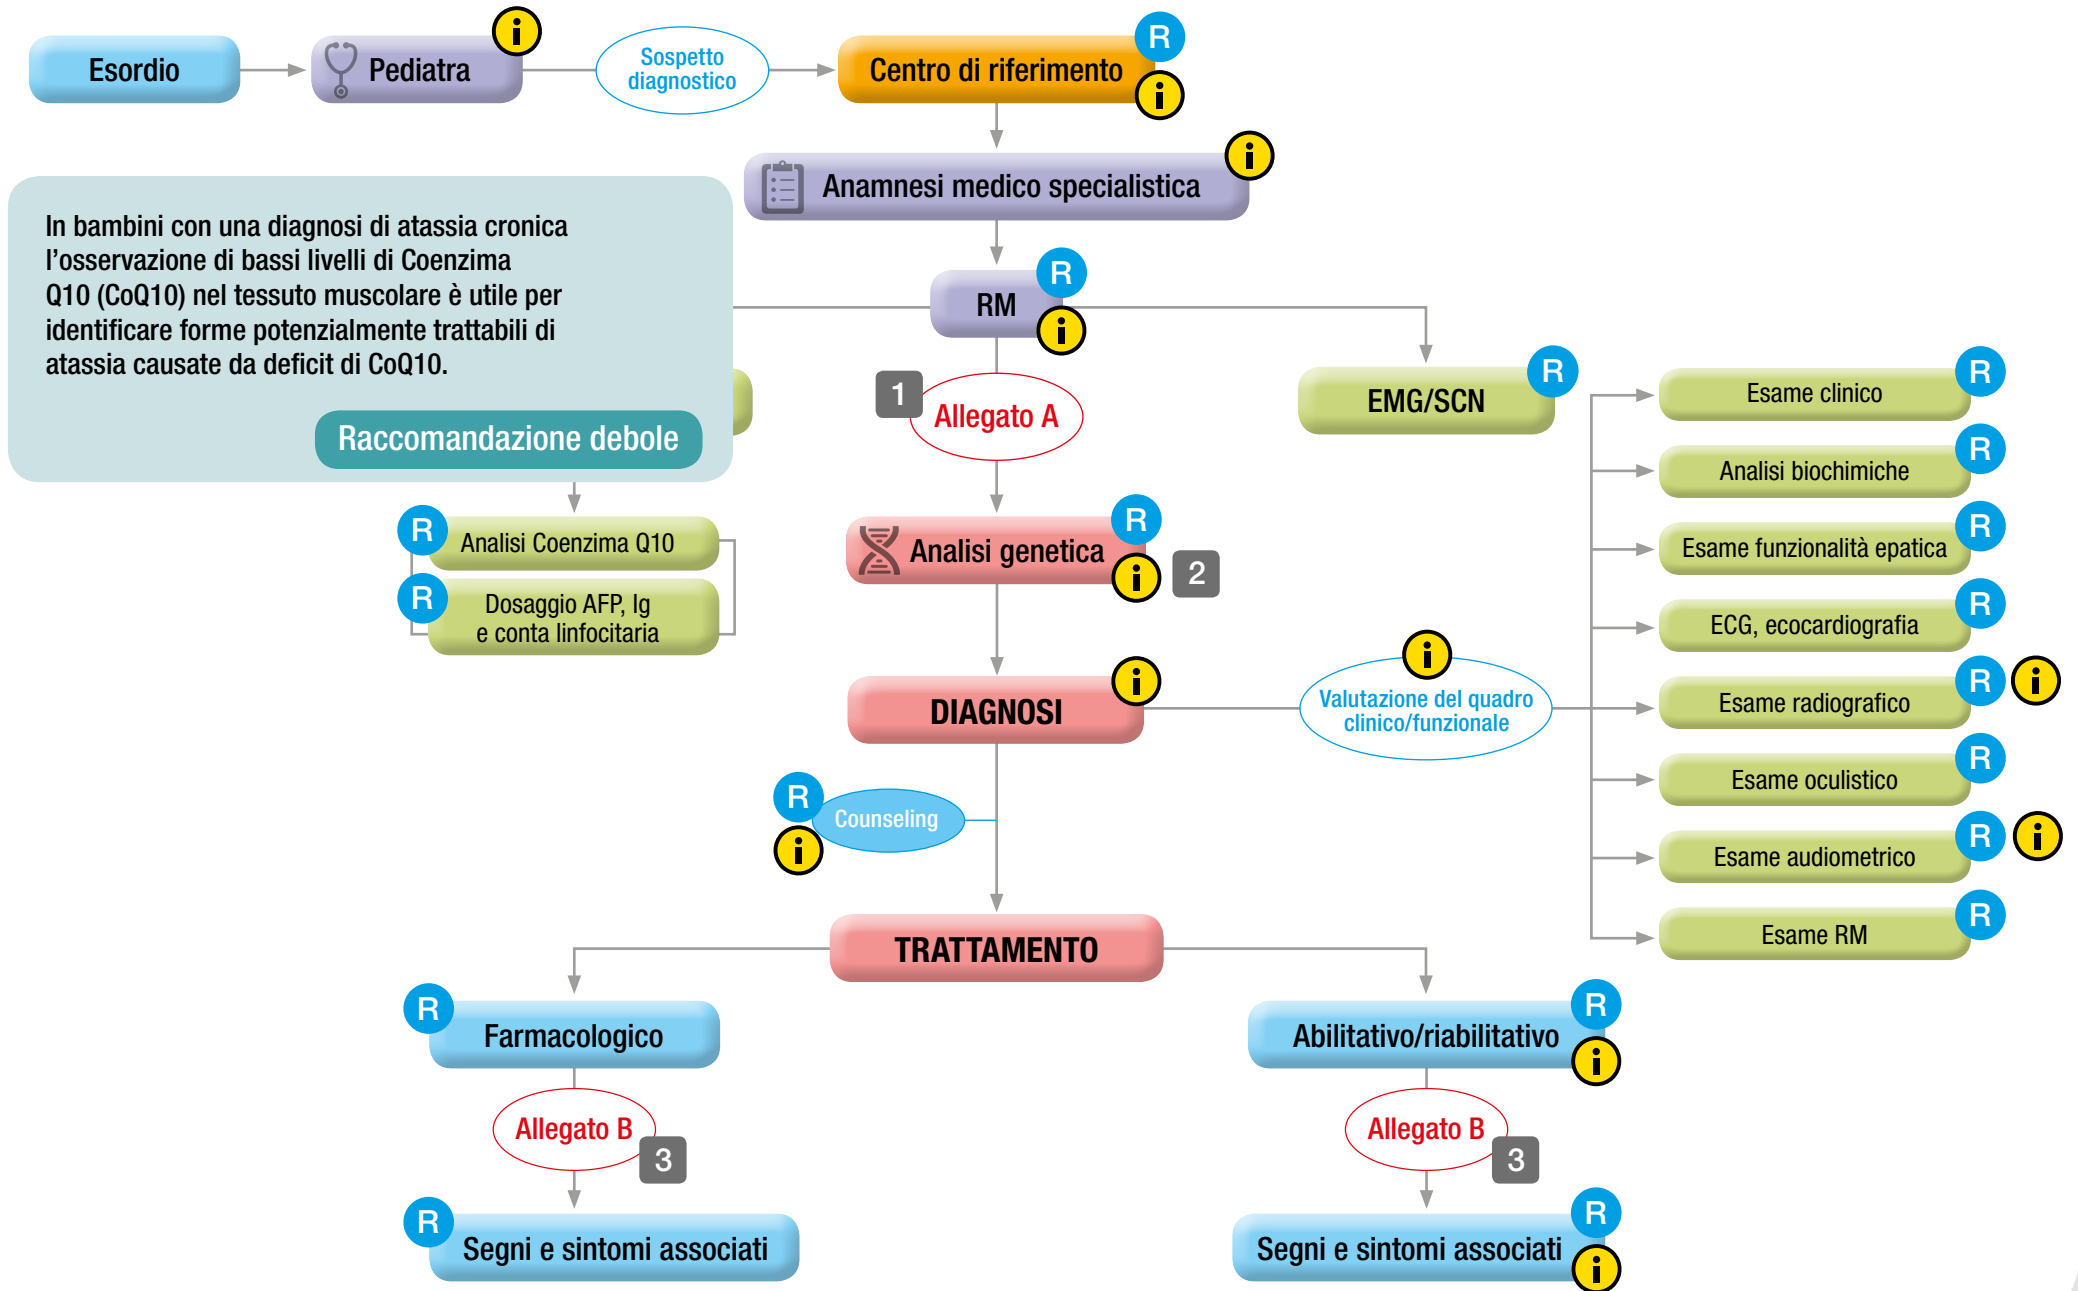 Esordio
Pediatra
i
Sospetto
diagnostico
Centro di riferimento
R
i
Anamnesi medico specialistica
i
In bambini con una diagnosi di atassia cronica
l'osservazione di bassi livelli di Coenzima
Q10 (CoQ10) nel tessuto muscolare è utile per
identificare forme potenzialmente trattabili di
atassia causate da deficit di CoQ10.
Raccomandazione debole
RM
R
i
1
Allegato A
EMG/SCN
R
R
Analisi Coenzima Q10
R
Dosaggio AFP, Ig
e conta linfocitaria
Analisi genetica
R
i
2
DIAGNOSI
i
i
Valutazione del quadro
clinico/funzionale
Esame clinico
R
Analisi biochimiche
R
Esame funzionalità epatica
R
ECG, ecocardiografia
R
Esame radiografico
R
i
Esame oculistico
R
Esame audiometrico
R
i
Esame RM
R
R
i
Counseling
TRATTAMENTO
R
Farmacologico
Allegato B
3
R
Segni e sintomi associati
Abilitativo/riabilitativo
R
i
Allegato B
3
Segni e sintomi associati
R
i